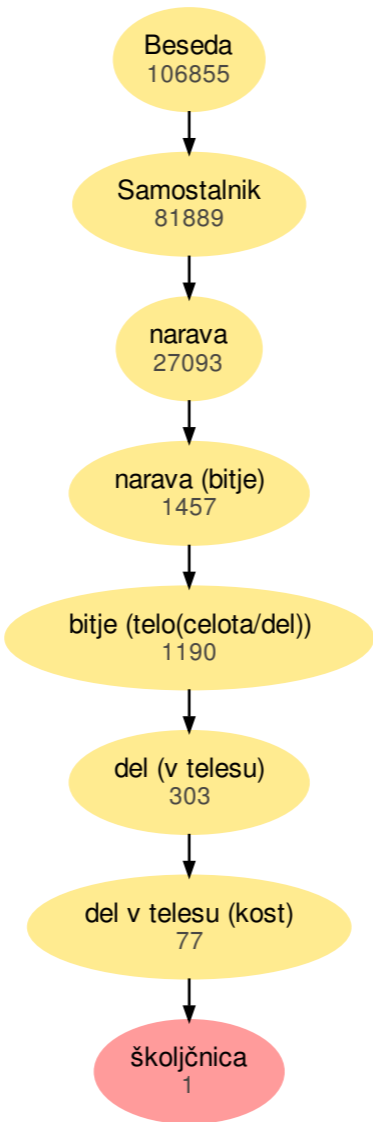 Beseda
106855
Samostalnik
81889
narava
27093
narava (bitje)
1457
bitje (telo(celota/del))
1190
del (v telesu)
303
del v telesu (kost)
77
školjčnica
1